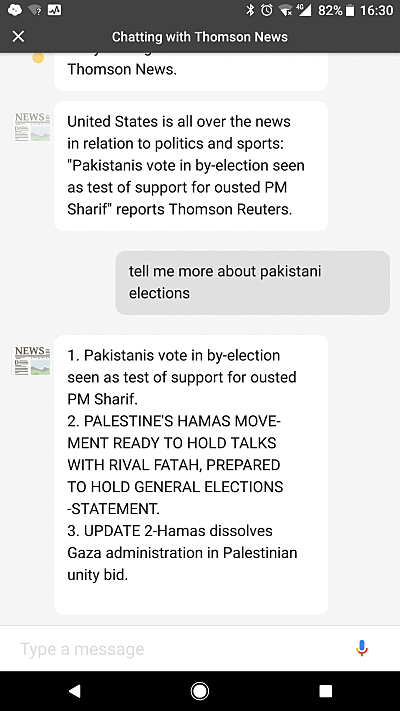 82% 16:30
Chatting with Thomson News
Thomson News.
NEWS
United States is all over the news
in relation to politics and sports:
"Pakistanis vote in by-election seen
as test of support for ousted PM
Sharif" reports Thomson Reuters.
tell me more about pakistani
elections
NEWS
1. Pakistanis vote in by-election
seen as test of support for ousted
PM Sharif.
2. PALESTINE'S HAMAS MOVE-
MENT READY TO HOLD TALKS
WITH RIVAL FATAH, PREPARED
TO HOLD GENERAL ELECTIONS
-STATEMENT.
3. UPDATE 2-Hamas dissolves
Gaza administration in Palestinian
unity bid.
Type a message